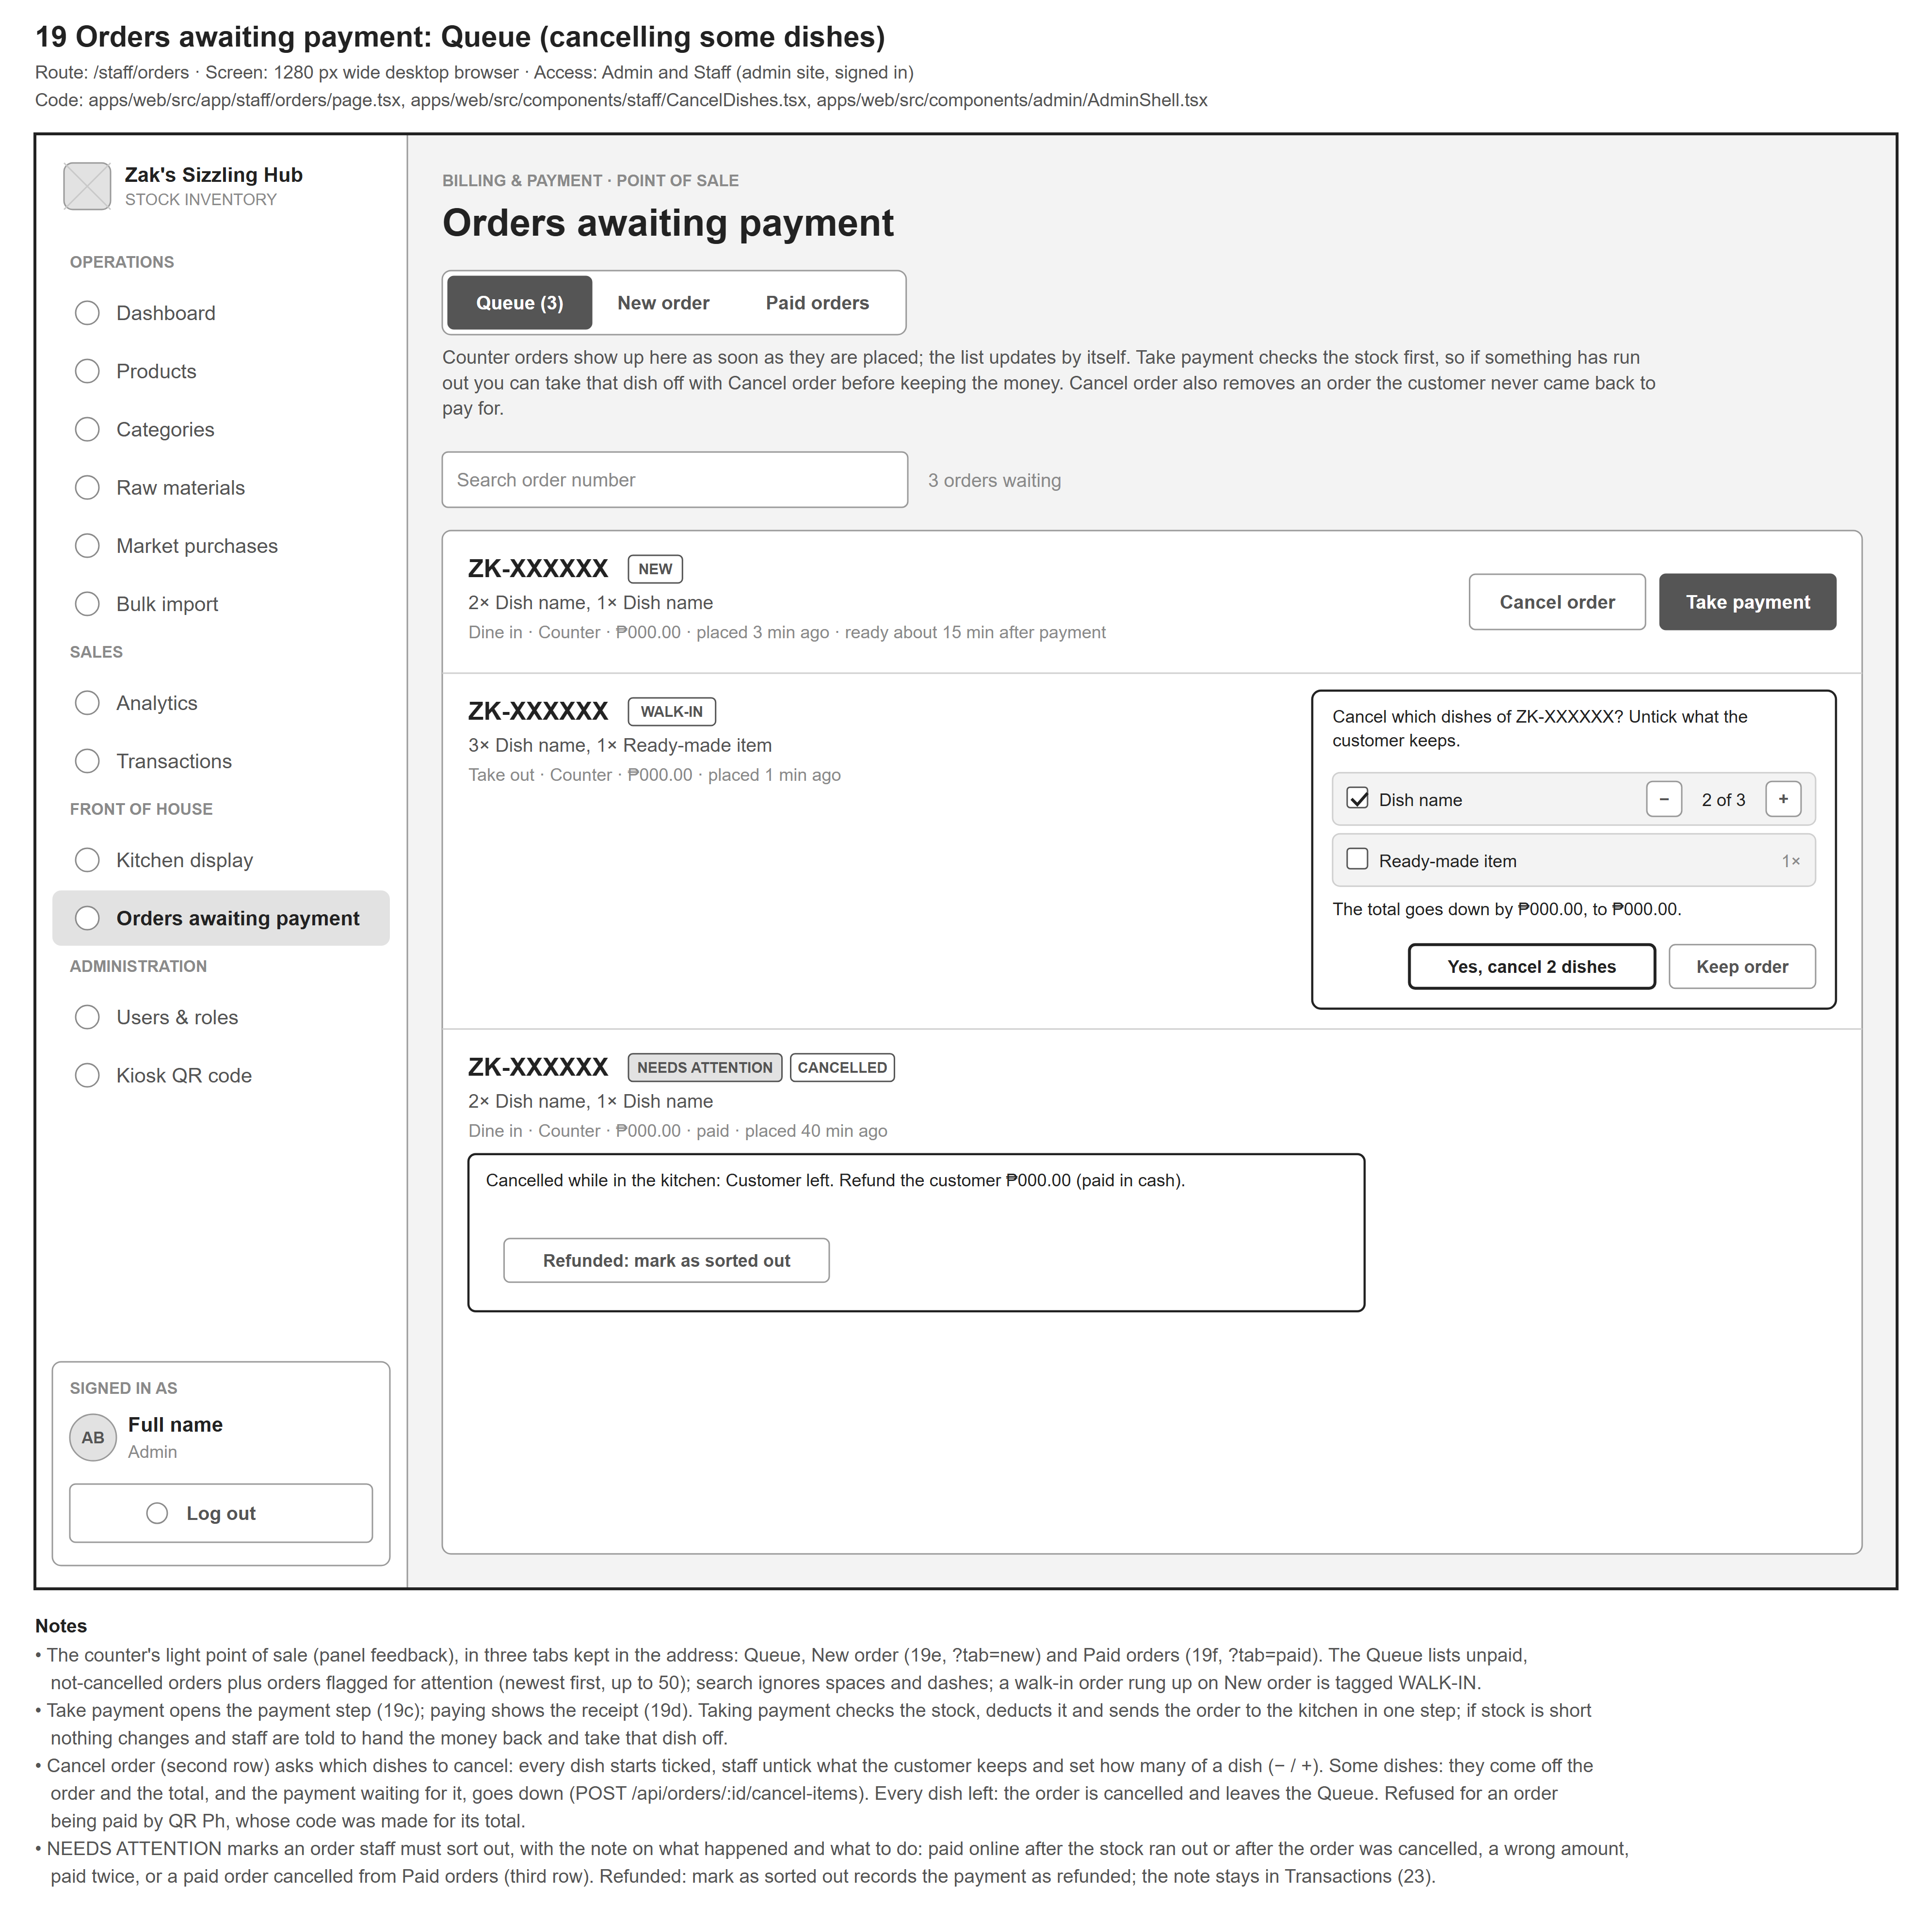 19 Orders awaiting payment: Queue (cancelling some dishes)
Route: /staff/orders · Screen: 1280 px wide desktop browser · Access: Admin and Staff (admin site, signed in)
Code: apps/web/src/app/staff/orders/page.tsx, apps/web/src/components/staff/CancelDishes.tsx, apps/web/src/components/admin/AdminShell.tsx
Zak's Sizzling Hub
STOCK INVENTORY
OPERATIONS
Dashboard
Products
Categories
Raw materials
Market purchases
Bulk import
SALES
Analytics
Transactions
FRONT OF HOUSE
Kitchen display
Orders awaiting payment
ADMINISTRATION
Users & roles
Kiosk QR code
SIGNED IN AS
AB
Full name
Admin
Log out
BILLING & PAYMENT · POINT OF SALE
Orders awaiting payment
Queue (3) New order Paid orders
Counter orders show up here as soon as they are placed; the list updates by itself. Take payment checks the stock first, so if something has run
out you can take that dish off with Cancel order before keeping the money. Cancel order also removes an order the customer never came back to
pay for.
Search order number 3 orders waiting
ZK-XXXXXX NEW
2× Dish name, 1× Dish name
Dine in · Counter · ₱000.00 · placed 3 min ago · ready about 15 min after payment
Cancel order Take payment
ZK-XXXXXX WALK-IN
3× Dish name, 1× Ready-made item
Take out · Counter · ₱000.00 · placed 1 min ago
Cancel which dishes of ZK-XXXXXX? Untick what the
customer keeps.
Dish name − 2 of 3 +
Ready-made item 1×
The total goes down by ₱000.00, to ₱000.00.
Yes, cancel 2 dishes Keep order
ZK-XXXXXX NEEDS ATTENTION CANCELLED
2× Dish name, 1× Dish name
Dine in · Counter · ₱000.00 · paid · placed 40 min ago
Cancelled while in the kitchen: Customer left. Refund the customer ₱000.00 (paid in cash).
Refunded: mark as sorted out
Notes
• The counter's light point of sale (panel feedback), in three tabs kept in the address: Queue, New order (19e, ?tab=new) and Paid orders (19f, ?tab=paid). The Queue lists unpaid,
not-cancelled orders plus orders flagged for attention (newest first, up to 50); search ignores spaces and dashes; a walk-in order rung up on New order is tagged WALK-IN.
• Take payment opens the payment step (19c); paying shows the receipt (19d). Taking payment checks the stock, deducts it and sends the order to the kitchen in one step; if stock is short
nothing changes and staff are told to hand the money back and take that dish off.
• Cancel order (second row) asks which dishes to cancel: every dish starts ticked, staff untick what the customer keeps and set how many of a dish (− / +). Some dishes: they come off the
order and the total, and the payment waiting for it, goes down (POST /api/orders/:id/cancel-items). Every dish left: the order is cancelled and leaves the Queue. Refused for an order
being paid by QR Ph, whose code was made for its total.
• NEEDS ATTENTION marks an order staff must sort out, with the note on what happened and what to do: paid online after the stock ran out or after the order was cancelled, a wrong amount,
paid twice, or a paid order cancelled from Paid orders (third row). Refunded: mark as sorted out records the payment as refunded; the note stays in Transactions (23).